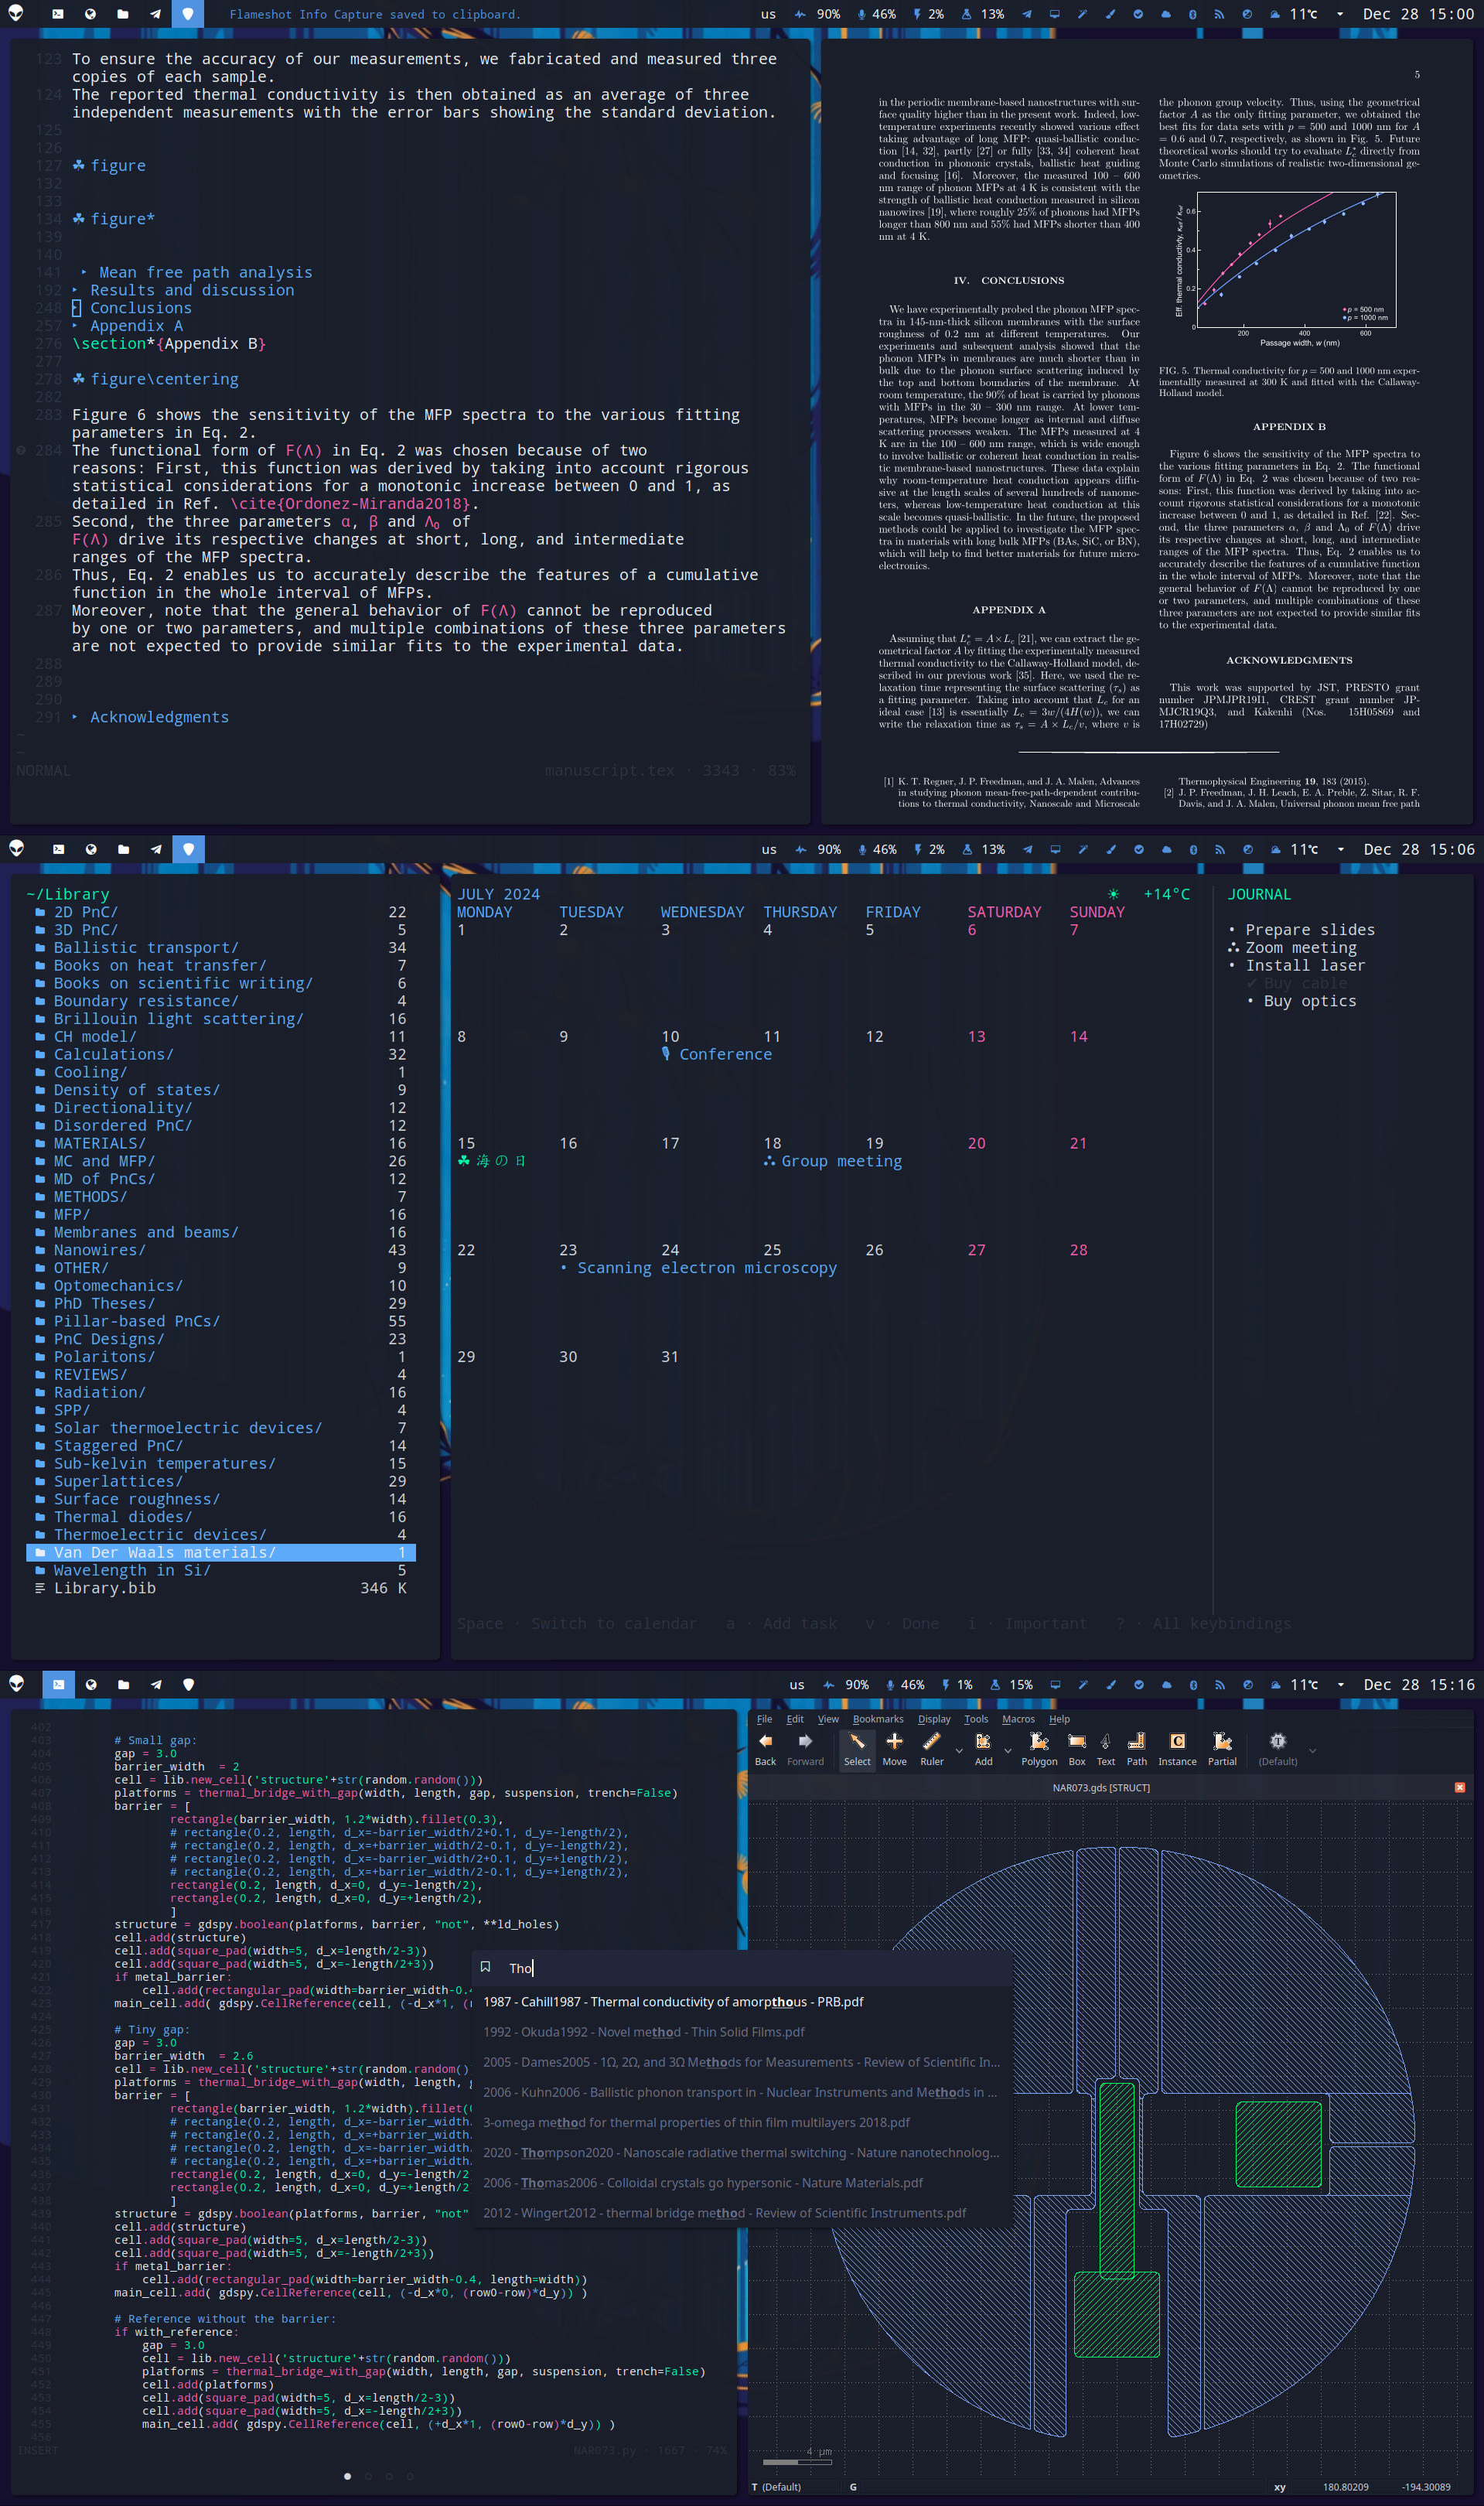 Flameshot Info Capture saved to clipboard.
us 90% 46% 2% 13% 11℃ Dec 28 15:00
123 To ensure the accuracy of our measurements, we fabricated and measured three
copies of each sample.
124 The reported thermal conductivity is then obtained as an average of three
independent measurements with the error bars showing the standard deviation.
125
126
127 ☘ figure
132
133
134 ☘ figure*
139
140
141 ‣ Mean free path analysis
192 ‣ Results and discussion
248 Conclusions
257 ‣ Appendix A
276 \section*{Appendix B}
277
278 ☘ figure\centering
282
283 Figure 6 shows the sensitivity of the MFP spectra to the various fitting
parameters in Eq. 2.
284 The functional form of F(Λ) in Eq. 2 was chosen because of two
reasons: First, this function was derived by taking into account rigorous
statistical considerations for a monotonic increase between 0 and 1, as
detailed in Ref. \cite{Ordonez-Miranda2018}.
285 Second, the three parameters α, β and Λ₀ of
F(Λ) drive its respective changes at short, long, and intermediate
ranges of the MFP spectra.
286 Thus, Eq. 2 enables us to accurately describe the features of a cumulative
function in the whole interval of MFPs.
287 Moreover, note that the general behavior of F(Λ) cannot be reproduced
by one or two parameters, and multiple combinations of these three parameters
are not expected to provide similar fits to the experimental data.
288
289
290
291 ‣ Acknowledgments
~
~
NORMAL manuscript.tex · 3343 · 83%
5
in the periodic membrane-based nanostructures with sur-
face quality higher than in the present work. Indeed, low-
temperature experiments recently showed various effect
taking advantage of long MFP: quasi-ballistic conduc-
tion [14, 32], partly [27] or fully [33, 34] coherent heat
conduction in phononic crystals, ballistic heat guiding
and focusing [16]. Moreover, the measured 100 – 600
nm range of phonon MFPs at 4 K is consistent with the
strength of ballistic heat conduction measured in silicon
nanowires [19], where roughly 25% of phonons had MFPs
longer than 800 nm and 55% had MFPs shorter than 400
nm at 4 K.
IV. CONCLUSIONS
We have experimentally probed the phonon MFP spec-
tra in 145-nm-thick silicon membranes with the surface
roughness of 0.2 nm at different temperatures. Our
experiments and subsequent analysis showed that the
phonon MFPs in membranes are much shorter than in
bulk due to the phonon surface scattering induced by
the top and bottom boundaries of the membrane. At
room temperature, the 90% of heat is carried by phonons
with MFPs in the 30 – 300 nm range. At lower tem-
peratures, MFPs become longer as internal and diffuse
scattering processes weaken. The MFPs measured at 4
K are in the 100 – 600 nm range, which is wide enough
to involve ballistic or coherent heat conduction in realis-
tic membrane-based nanostructures. These data explain
why room-temperature heat conduction appears diffu-
sive at the length scales of several hundreds of nanome-
ters, whereas low-temperature heat conduction at this
scale becomes quasi-ballistic. In the future, the proposed
methods could be applied to investigate the MFP spec-
tra in materials with long bulk MFPs (BAs, SiC, or BN),
which will help to find better materials for future micro-
electronics.
APPENDIX A
Assuming that L*c = A×Lc [21], we can extract the ge-
ometrical factor A by fitting the experimentally measured
thermal conductivity to the Callaway-Holland model, de-
scribed in our previous work [35]. Here, we used the re-
laxation time representing the surface scattering (τs) as
a fitting parameter. Taking into account that Lc for an
ideal case [13] is essentially Lc = 3w/(4H(w)), we can
write the relaxation time as τs = A × Lc/v, where v is
the phonon group velocity. Thus, using the geometrical
factor A as the only fitting parameter, we obtained the
best fits for data sets with p = 500 and 1000 nm for A
= 0.6 and 0.7, respectively, as shown in Fig. 5. Future
theoretical works should try to evaluate L*c directly from
Monte Carlo simulations of realistic two-dimensional ge-
ometries.
Eff. thermal conductivity, κeff / κref
0.6
0.4
0.2
0
200 400 600
p = 500 nm
p = 1000 nm
Passage width, w (nm)
FIG. 5. Thermal conductivity for p = 500 and 1000 nm exper-
imentallly measured at 300 K and fitted with the Callaway-
Holland model.
APPENDIX B
Figure 6 shows the sensitivity of the MFP spectra to
the various fitting parameters in Eq. 2. The functional
form of F(Λ) in Eq. 2 was chosen because of two rea-
sons: First, this function was derived by taking into ac-
count rigorous statistical considerations for a monotonic
increase between 0 and 1, as detailed in Ref. [22]. Sec-
ond, the three parameters α, β and Λ₀ of F(Λ) drive
its respective changes at short, long, and intermediate
ranges of the MFP spectra. Thus, Eq. 2 enables us to
accurately describe the features of a cumulative function
in the whole interval of MFPs. Moreover, note that the
general behavior of F(Λ) cannot be reproduced by one
or two parameters, and multiple combinations of these
three parameters are not expected to provide similar fits
to the experimental data.
ACKNOWLEDGMENTS
This work was supported by JST, PRESTO grant
number JPMJPR19I1, CREST grant number JP-
MJCR19Q3, and Kakenhi (Nos. 15H05869 and
17H02729)
[1] K. T. Regner, J. P. Freedman, and J. A. Malen, Advances
in studying phonon mean-free-path-dependent contribu-
tions to thermal conductivity, Nanoscale and Microscale
Thermophysical Engineering 19, 183 (2015).
[2] J. P. Freedman, J. H. Leach, E. A. Preble, Z. Sitar, R. F.
Davis, and J. A. Malen, Universal phonon mean free path
us 90% 46% 2% 13% 11℃ Dec 28 15:06
~/Library
2D PnC/ 22
3D PnC/ 5
Ballistic transport/ 34
Books on heat transfer/ 7
Books on scientific writing/ 6
Boundary resistance/ 4
Brillouin light scattering/ 16
CH model/ 11
Calculations/ 32
Cooling/ 1
Density of states/ 9
Directionality/ 12
Disordered PnC/ 12
MATERIALS/ 16
MC and MFP/ 26
MD of PnCs/ 12
METHODS/ 7
MFP/ 16
Membranes and beams/ 16
Nanowires/ 43
OTHER/ 9
Optomechanics/ 10
PhD Theses/ 29
Pillar-based PnCs/ 55
PnC Designs/ 23
Polaritons/ 1
REVIEWS/ 4
Radiation/ 16
SPP/ 4
Solar thermoelectric devices/ 7
Staggered PnC/ 14
Sub-kelvin temperatures/ 15
Superlattices/ 29
Surface roughness/ 14
Thermal diodes/ 16
Thermoelectric devices/ 4
Van Der Waals materials/ 1
Wavelength in Si/ 5
Library.bib 346 K
JULY 2024 ☀ +14°C
MONDAY TUESDAY WEDNESDAY THURSDAY FRIDAY SATURDAY SUNDAY
1 2 3 4 5 6 7
8 9 10 11 12 13 14
Conference
15 16 17 18 19 20 21
☘ 海の日 Group meeting
22 23 24 25 26 27 28
• Scanning electron microscopy
29 30 31
JOURNAL
• Prepare slides
Zoom meeting
• Install laser
✔ Buy cable
• Buy optics
Space · Switch to calendar a · Add task v · Done i · Important ? · All keybindings
us 90% 46% 1% 15% 11℃ Dec 28 15:16
402
403 # Small gap:
404 gap = 3.0
405 barrier_width = 2
406 cell = lib.new_cell('structure'+str(random.random()))
407 platforms = thermal_bridge_with_gap(width, length, gap, suspension, trench=False)
408 barrier = [
409 rectangle(barrier_width, 1.2*width).fillet(0.3),
410 # rectangle(0.2, length, d_x=-barrier_width/2+0.1, d_y=-length/2),
411 # rectangle(0.2, length, d_x=+barrier_width/2-0.1, d_y=-length/2),
412 # rectangle(0.2, length, d_x=-barrier_width/2+0.1, d_y=+length/2),
413 # rectangle(0.2, length, d_x=+barrier_width/2-0.1, d_y=+length/2),
414 rectangle(0.2, length, d_x=0, d_y=-length/2),
415 rectangle(0.2, length, d_x=0, d_y=+length/2),
416 ]
417 structure = gdspy.boolean(platforms, barrier, "not", **ld_holes)
418 cell.add(structure)
419 cell.add(square_pad(width=5, d_x=length/2-3))
420 cell.add(square_pad(width=5, d_x=-length/2+3))
421 if metal_barrier:
422 cell.add(rectangular_pad(width=barrier_width-0.4
423 main_cell.add( gdspy.CellReference(cell, (-d_x*1, (r
424
425 # Tiny gap:
426 gap = 3.0
427 barrier_width = 2.6
428 cell = lib.new_cell('structure'+str(random.random()
429 platforms = thermal_bridge_with_gap(width, length, g
430 barrier = [
431 rectangle(barrier_width, 1.2*width).fillet(0
432 # rectangle(0.2, length, d_x=-barrier_width.
433 # rectangle(0.2, length, d_x=+barrier_width.
434 # rectangle(0.2, length, d_x=-barrier_width.
435 # rectangle(0.2, length, d_x=+barrier_width.
436 rectangle(0.2, length, d_x=0, d_y=-length/2
437 rectangle(0.2, length, d_x=0, d_y=+length/2
438 ]
439 structure = gdspy.boolean(platforms, barrier, "not"
440 cell.add(structure)
441 cell.add(square_pad(width=5, d_x=length/2-3))
442 cell.add(square_pad(width=5, d_x=-length/2+3))
443 if metal_barrier:
444 cell.add(rectangular_pad(width=barrier_width-0.4, length=width))
445 main_cell.add( gdspy.CellReference(cell, (-d_x*0, (row0-row)*d_y)) )
446
447 # Reference without the barrier:
448 if with_reference:
449 gap = 3.0
450 cell = lib.new_cell('structure'+str(random.random()))
451 platforms = thermal_bridge_with_gap(width, length, gap, suspension, trench=False)
452 cell.add(platforms)
453 cell.add(square_pad(width=5, d_x=length/2-3))
454 cell.add(square_pad(width=5, d_x=-length/2+3))
455 main_cell.add( gdspy.CellReference(cell, (+d_x*1, (row0-row)*d_y)) )
456
INSERT NAR073.py · 1667 · 74%
Tho
1987 - Cahill1987 - Thermal conductivity of amorpthous - PRB.pdf
1992 - Okuda1992 - Novel method - Thin Solid Films.pdf
2005 - Dames2005 - 1Ω, 2Ω, and 3Ω Methods for Measurements - Review of Scientific In...
2006 - Kuhn2006 - Ballistic phonon transport in - Nuclear Instruments and Methods in ...
3-omega method for thermal properties of thin film multilayers 2018.pdf
2020 - Thompson2020 - Nanoscale radiative thermal switching - Nature nanotechnolog...
2006 - Thomas2006 - Colloidal crystals go hypersonic - Nature Materials.pdf
2012 - Wingert2012 - thermal bridge method - Review of Scientific Instruments.pdf
File Edit View Bookmarks Display Tools Macros Help
Back Forward Select Move Ruler Add Polygon Box Text Path Instance Partial (Default)
NAR073.gds [STRUCT]
4 µm
T (Default) G xy 180.80209 -194.30089